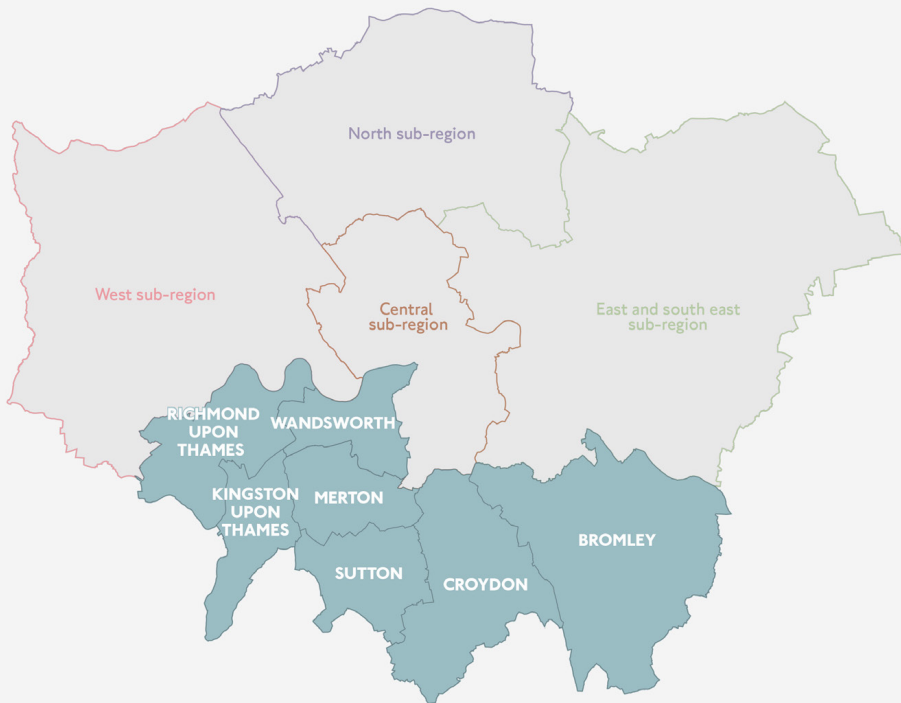 North sub-region
West sub-region
Central
sub-region
East and south east
sub-region
RICHMOND
UPON
THAMES
WANDSWORTH
KINGSTON
UPON
THAMES
MERTON
SUTTON
CROYDON
BROMLEY